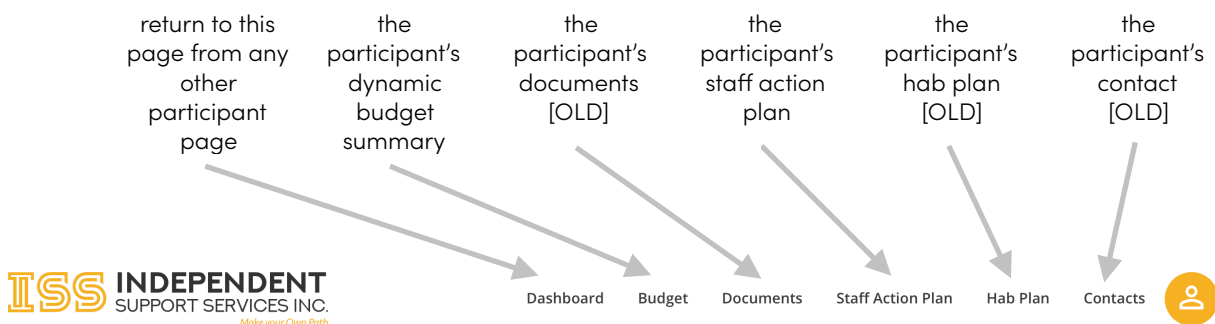 return to this
page from any
other
participant
page
the
participant's
dynamic
budget
summary
the
participant's
documents
[OLD]
the
participant's
staff action
plan
the
participant's
hab plan
[OLD]
the
participant's
contact
[OLD]
ISS INDEPENDENT
SUPPORT SERVICES INC.
Make your Own Path
Dashboard Budget Documents Staff Action Plan Hab Plan Contacts